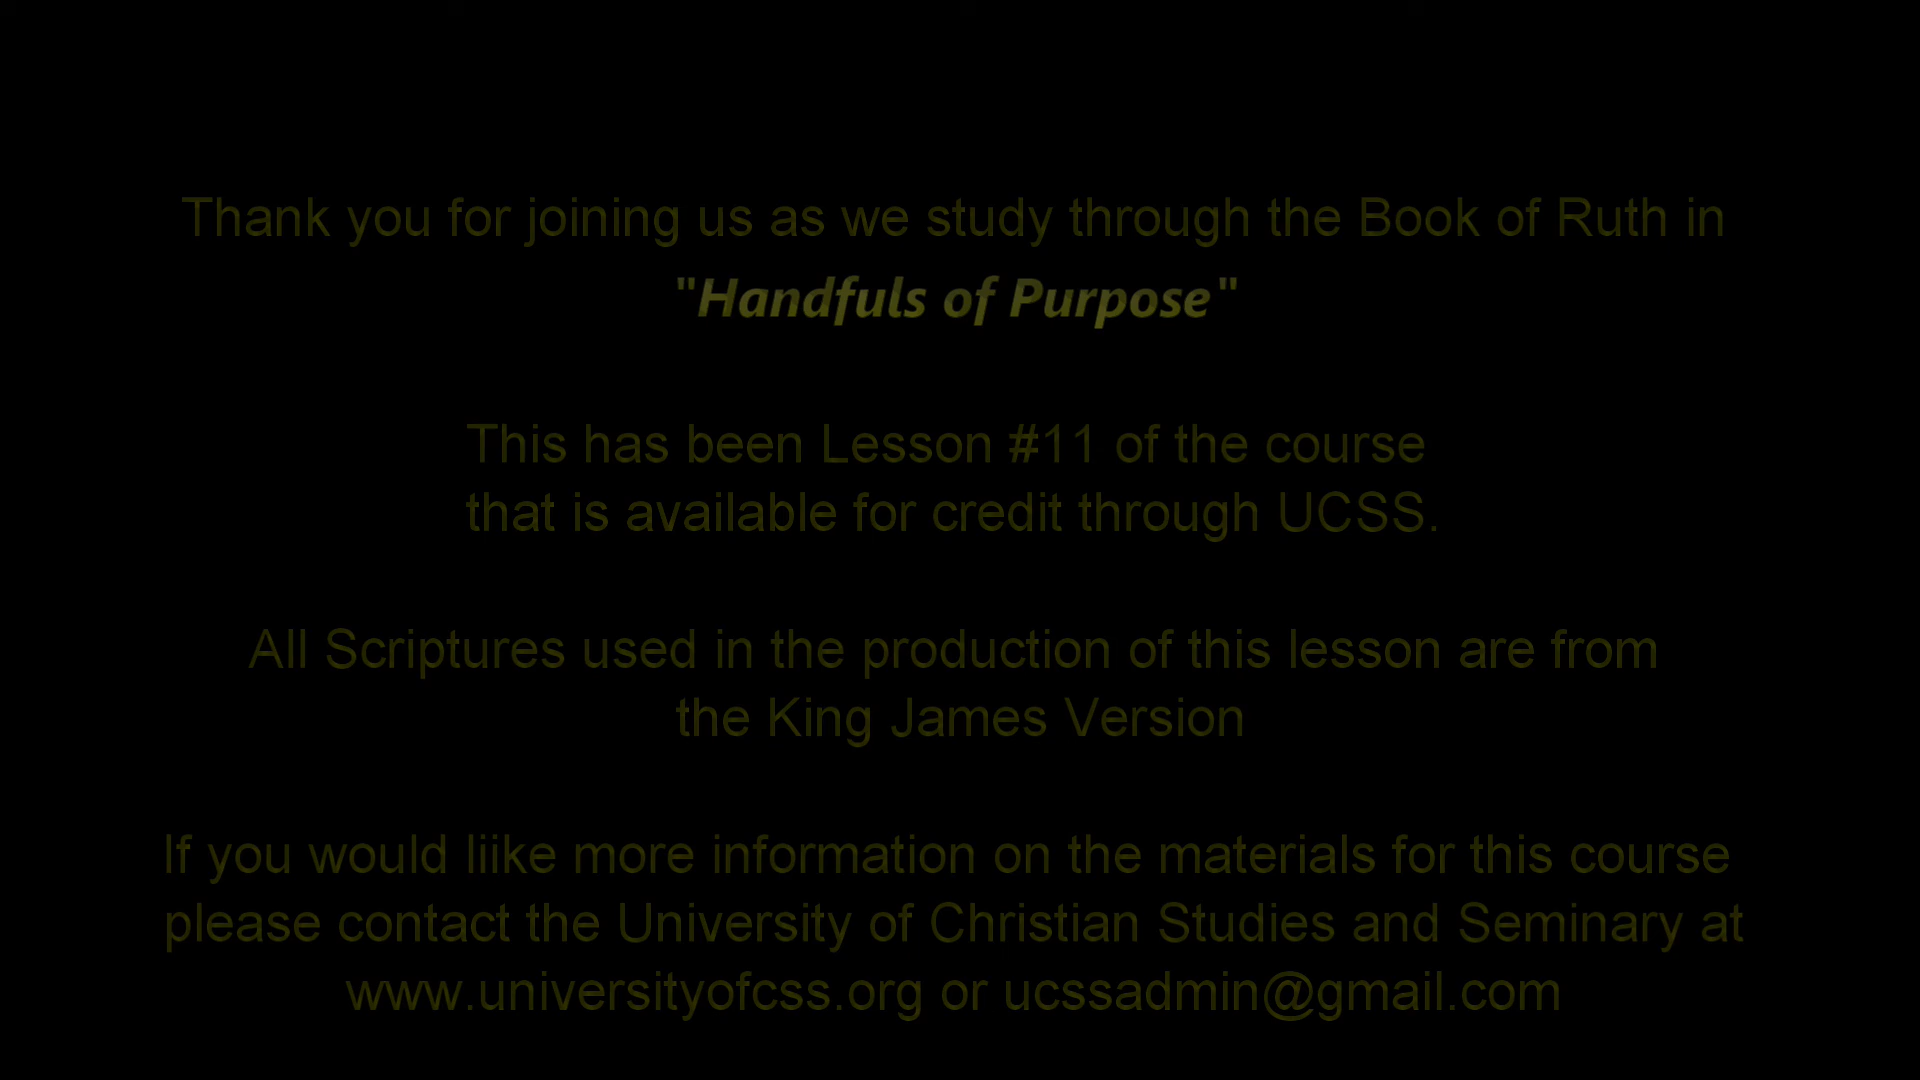 Thank you for joining us as we study through the Book of Ruth in
"Handfuls of Purpose"
This has been Lesson #11 of the course
that is available for credit through UCSS.
All Scriptures used in the production of this lesson are from
the King James Version
If you would liike more information on the materials for this course
please contact the University of Christian Studies and Seminary at
www.universityofcss.org or ucssadmin@gmail.com